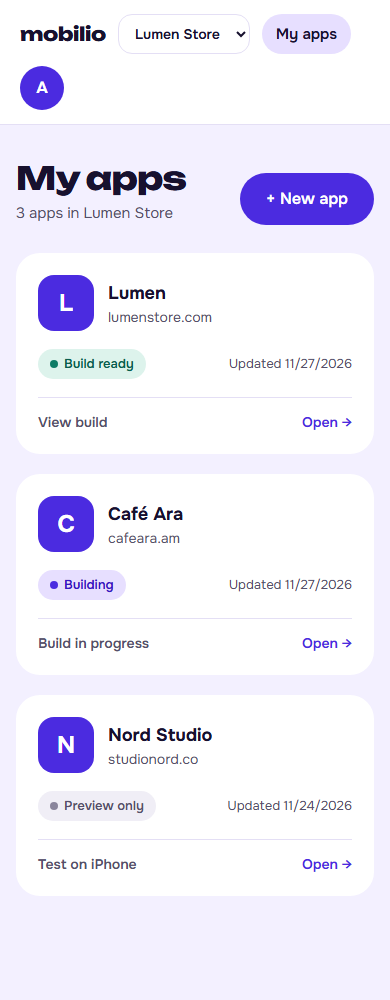 mobilio
Lumen Store
My apps
A
My apps
3 apps in Lumen Store
+ New app
L
Lumen
lumenstore.com
Build ready
Updated 11/27/2026
View build
Open →
C
Café Ara
cafeara.am
Building
Updated 11/27/2026
Build in progress
Open →
N
Nord Studio
studionord.co
Preview only
Updated 11/24/2026
Test on iPhone
Open →